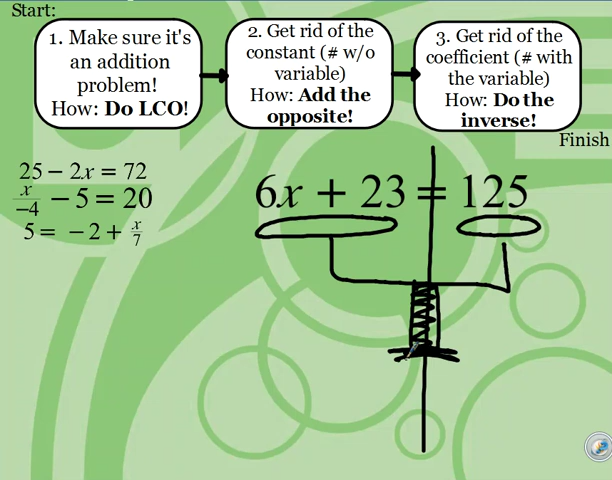 Start:
1. Make sure it's
an addition
problem!
How: Do LCO!
2. Get rid of the
constant (# w/o
variable)
How: Add the
opposite!
3. Get rid of the
coefficient (# with
the variable)
How: Do the
inverse!
Finish
25 − 2x = 72
x/−4 − 5 = 20
5 = −2 + x/7
6x + 23 = 125